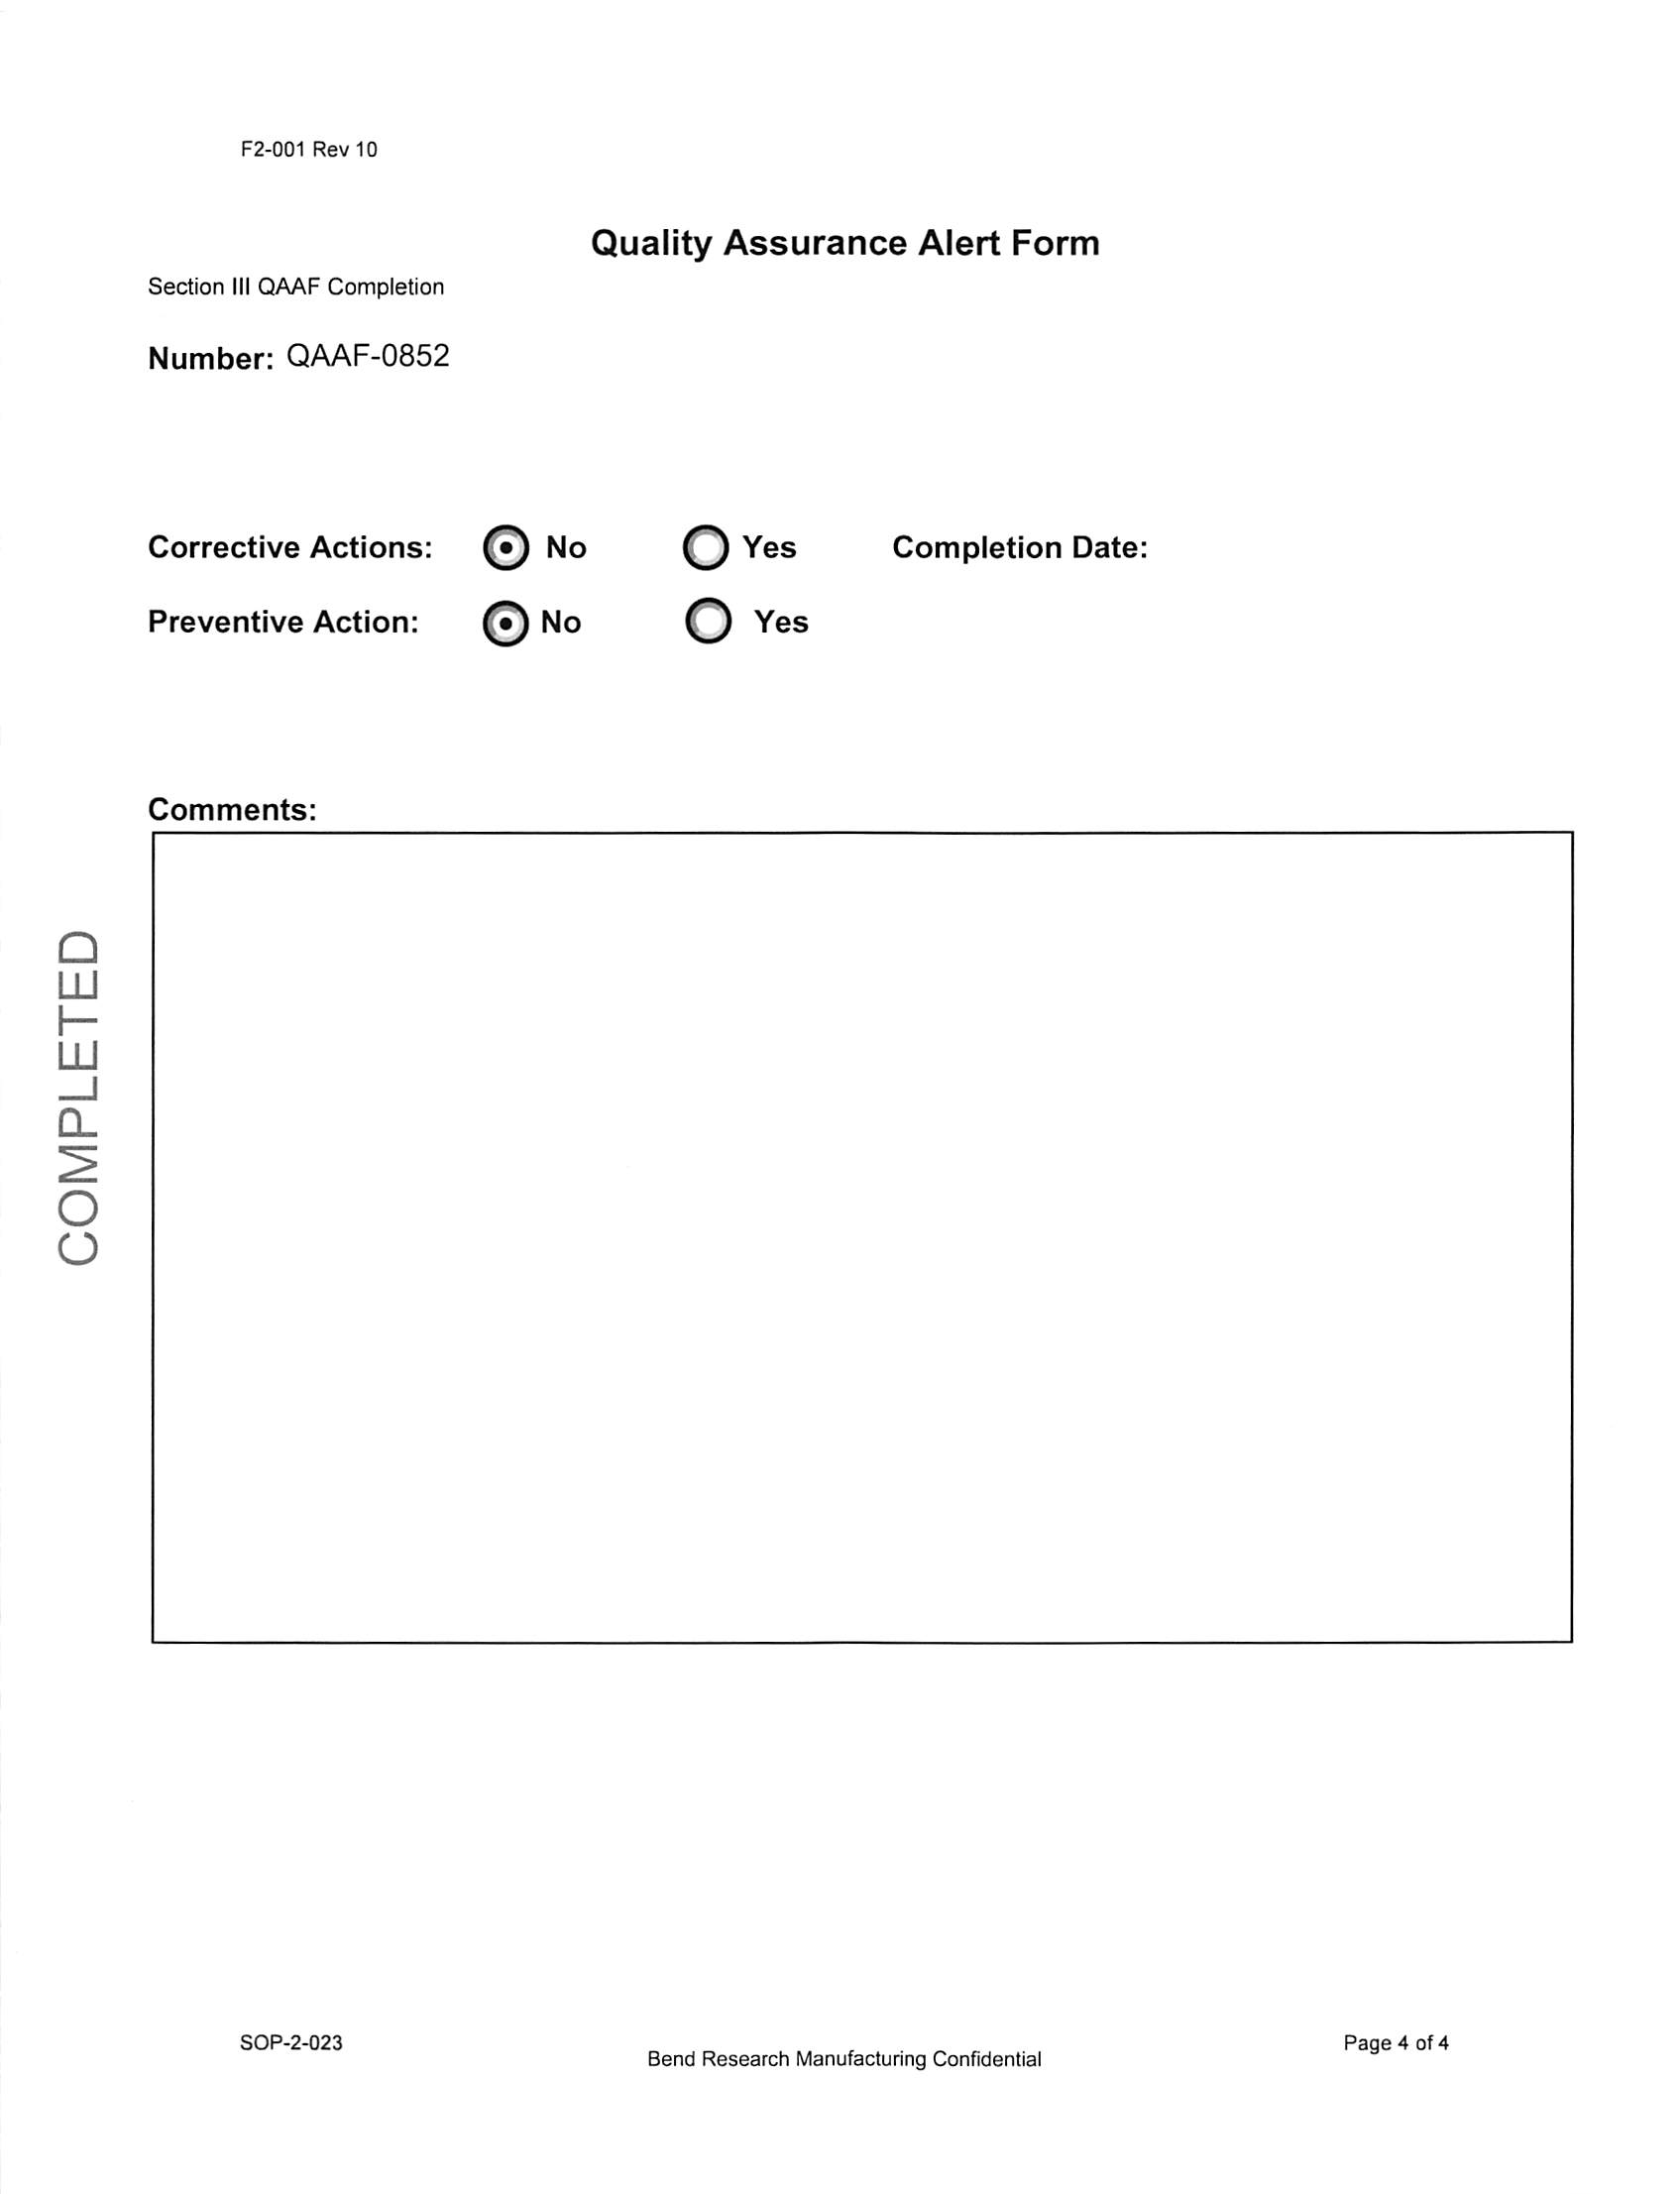 F2-001 Rev 10
Quality Assurance Alert Form
Section III QAAF Completion
Number: QAAF-0852
Corrective Actions: No Yes Completion Date:
Preventive Action: No Yes
Comments:
COMPLETED
SOP-2-023
Bend Research Manufacturing Confidential
Page 4 of 4